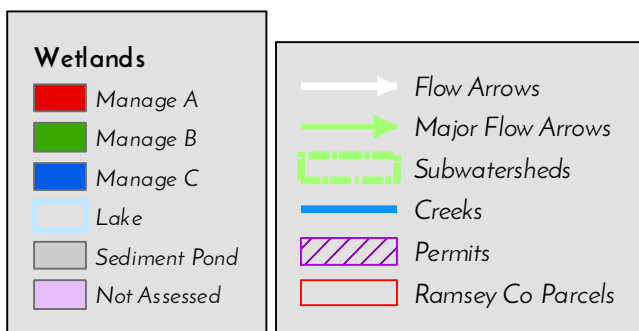 Wetlands
Manage A
Manage B
Manage C
Lake
Sediment Pond
Not Assessed
Flow Arrows
Major Flow Arrows
Subwatersheds
Creeks
Permits
Ramsey Co Parcels